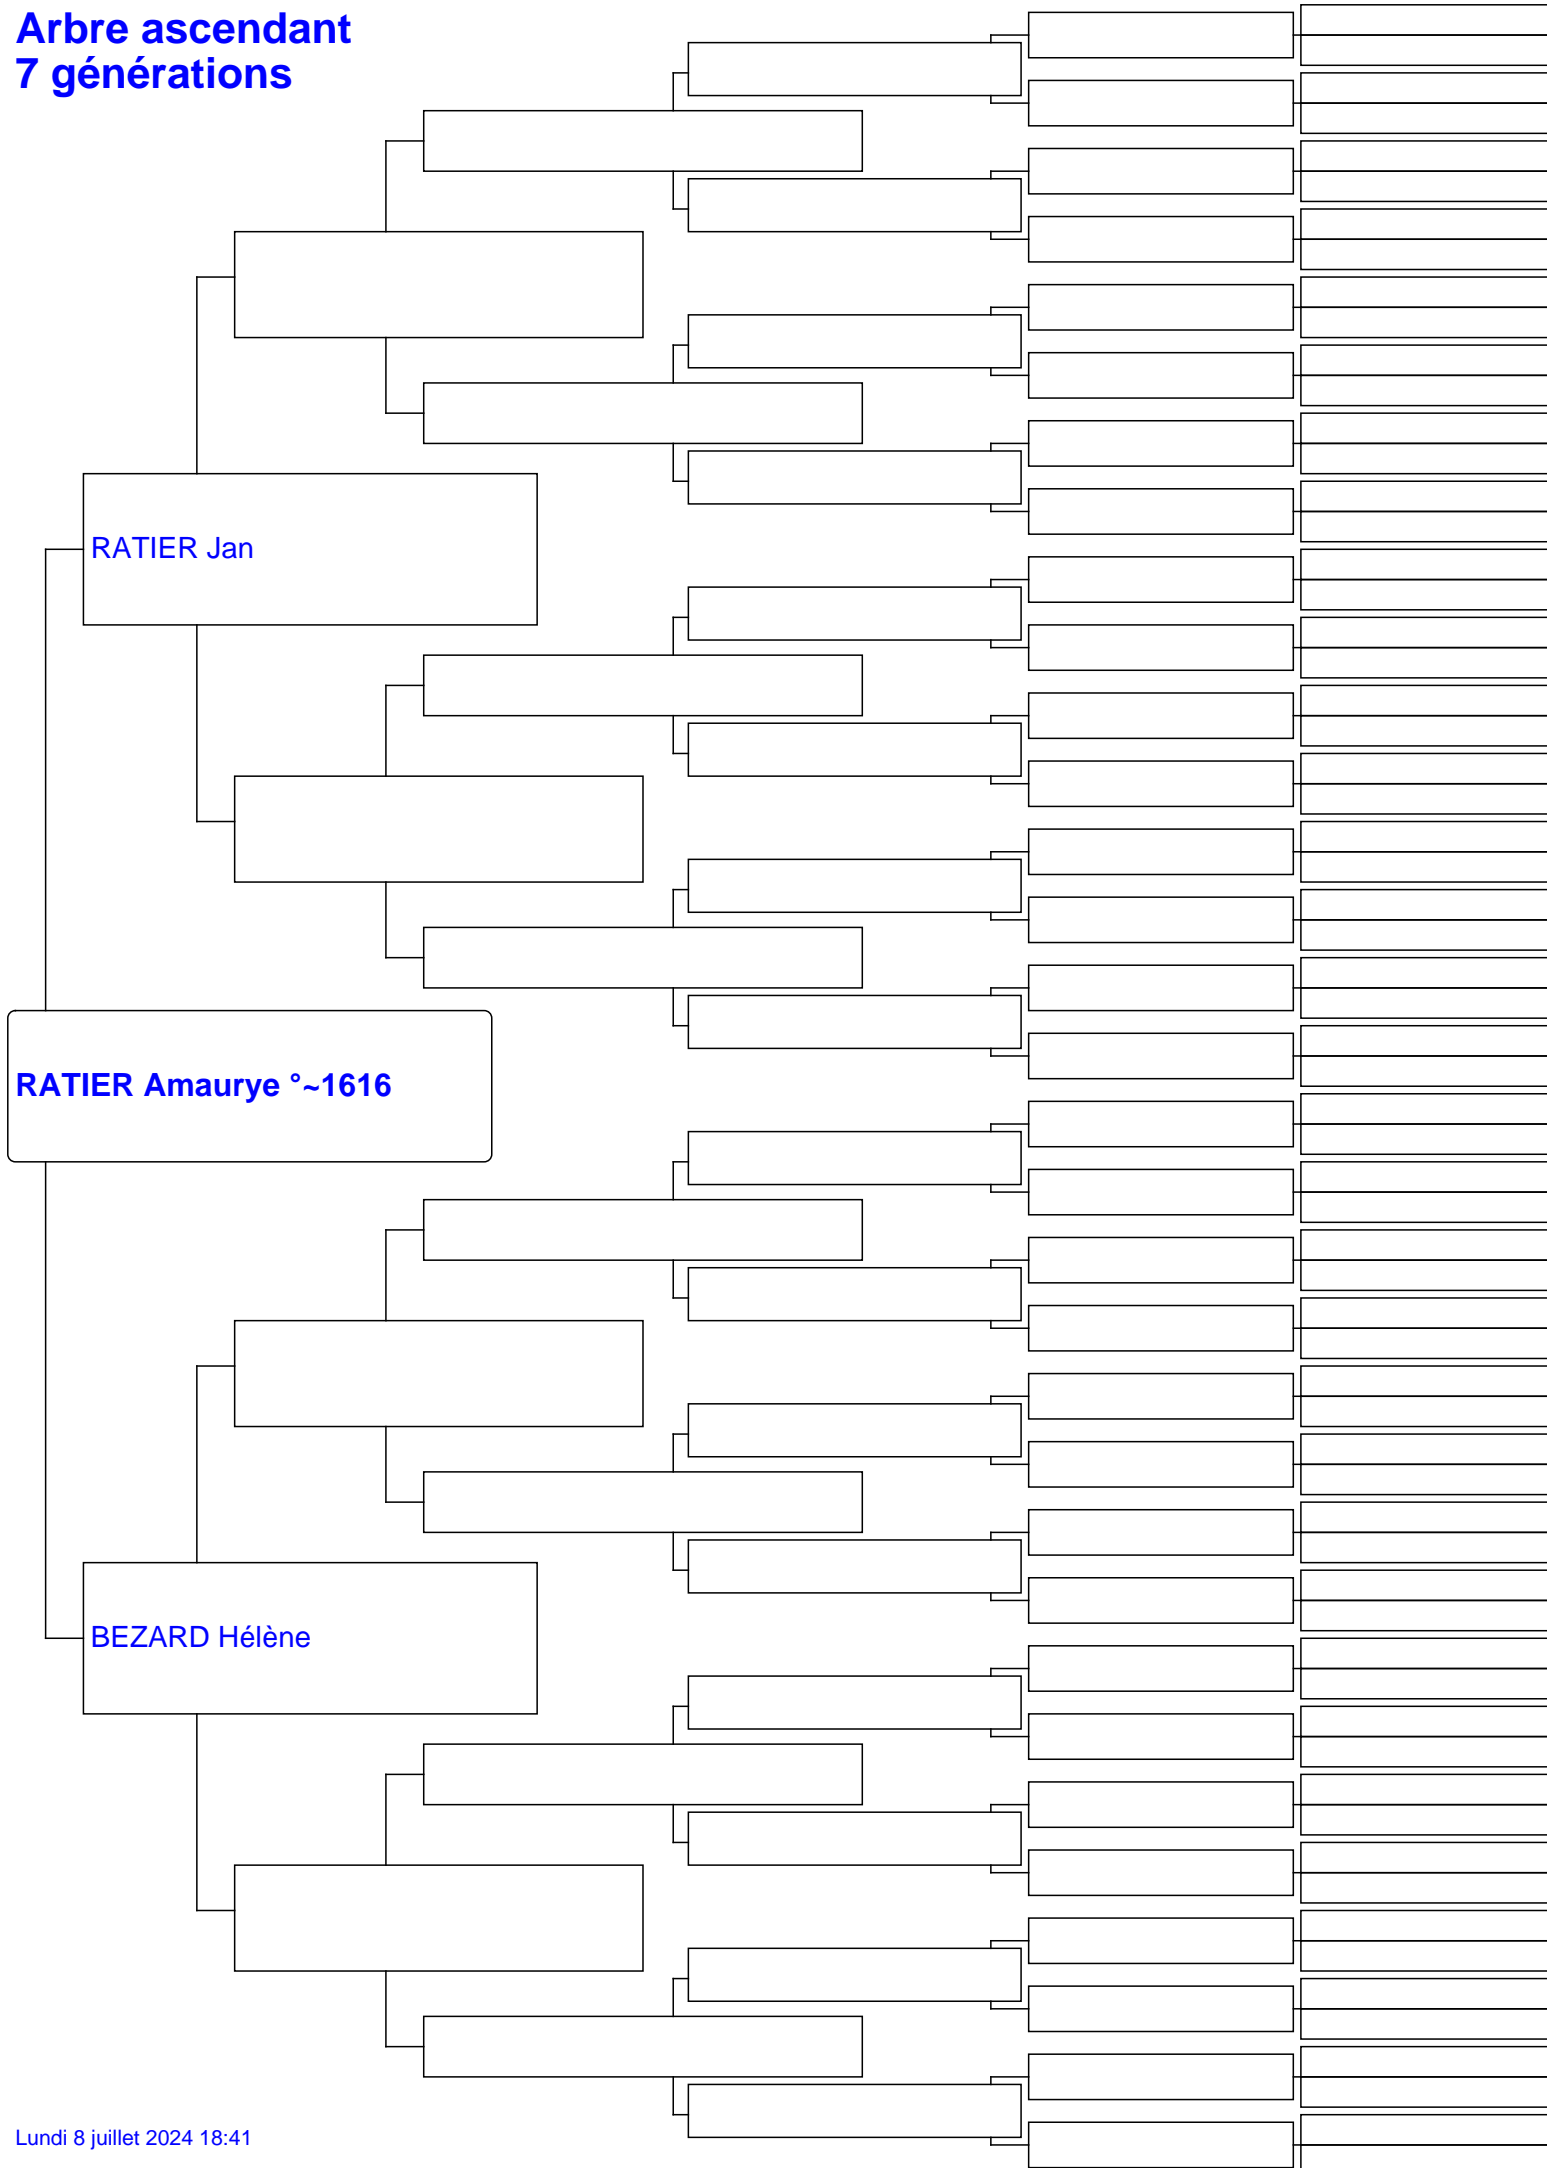 Arbre ascendant
7 générations
RATIER Jan
RATIER Amaurye °~1616
BEZARD Hélène
Lundi 8 juillet 2024 18:41